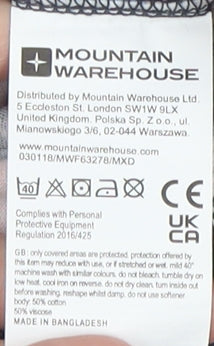 MOUNTAIN
WAREHOUSE
Distributed by Mountain Warehouse Ltd.
5 Eccleston St. London SW1W 9LX
United Kingdom. Polska Sp. Z o.o., ul.
Mianowskiego 3/6, 02-044 Warszawa.
www.mountainwarehouse.com
030118/MWF63278/MXD
40
CE
Complies with Personal
Protective Equipment
Regulation 2016/425
UK
CA
GB: only covered areas are protected, protection offered by
this item may reduce with use, or if stretched or wet. mild 40°
machine wash with similar colours. do not bleach. tumble dry on
low heat. cool iron on reverse. do not dry clean. turn inside out
before washing. reshape whilst damp. do not use softener
body: 50% cotton
50% viscose
MADE IN BANGLADESH